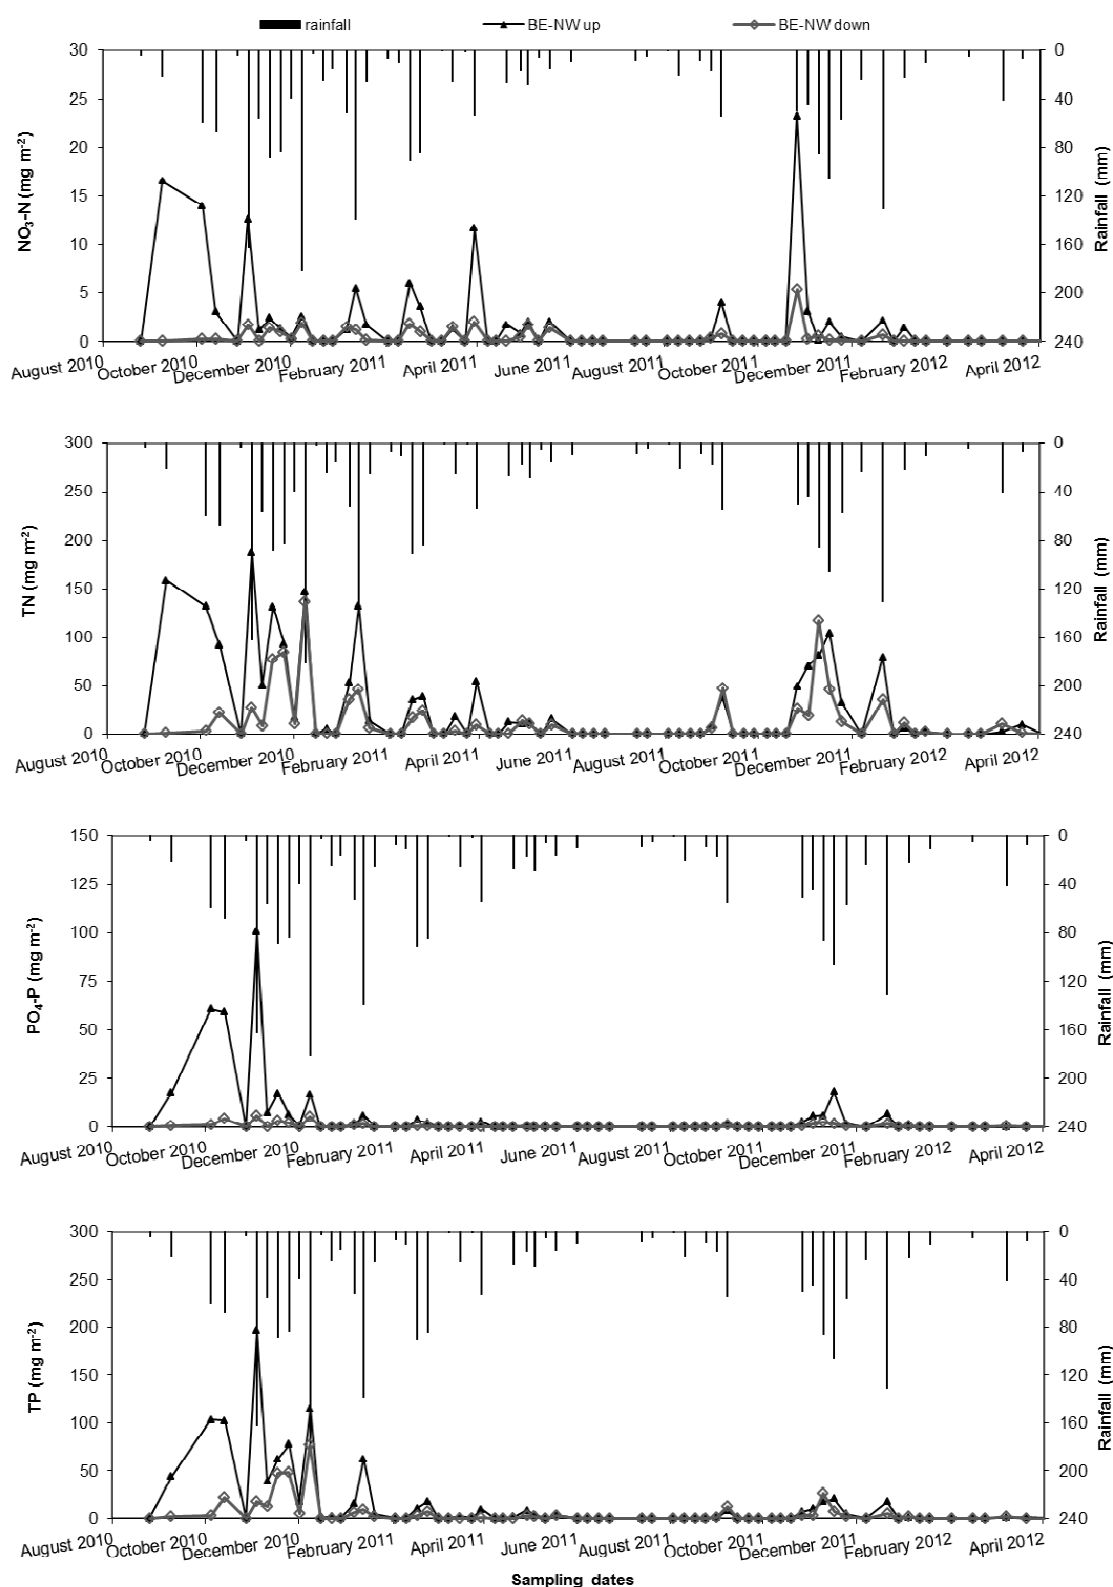 rainfall BE-NW up BE-NW down
30 0
25 40
20 80
15 120
10 160
5 200
0 240
NO3-N (mg m-2)
Rainfall (mm)
August 2010 October 2010 December 2010 February 2011 April 2011 June 2011 August 2011 October 2011 December 2011 February 2012 April 2012
300 0
250 40
200 80
150 120
100 160
50 200
0 240
TN (mg m-2)
Rainfall (mm)
August 2010 October 2010 December 2010 February 2011 April 2011 June 2011 August 2011 October 2011 December 2011 February 2012 April 2012
150 0
125 40
100 80
75 120
50 160
25 200
0 240
PO4-P (mg m-2)
Rainfall (mm)
August 2010 October 2010 December 2010 February 2011 April 2011 June 2011 August 2011 October 2011 December 2011 February 2012 April 2012
300 0
250 40
200 80
150 120
100 160
50 200
0 240
TP (mg m-2)
Rainfall (mm)
August 2010 October 2010 December 2010 February 2011 April 2011 June 2011 August 2011 October 2011 December 2011 February 2012 April 2012
Sampling dates